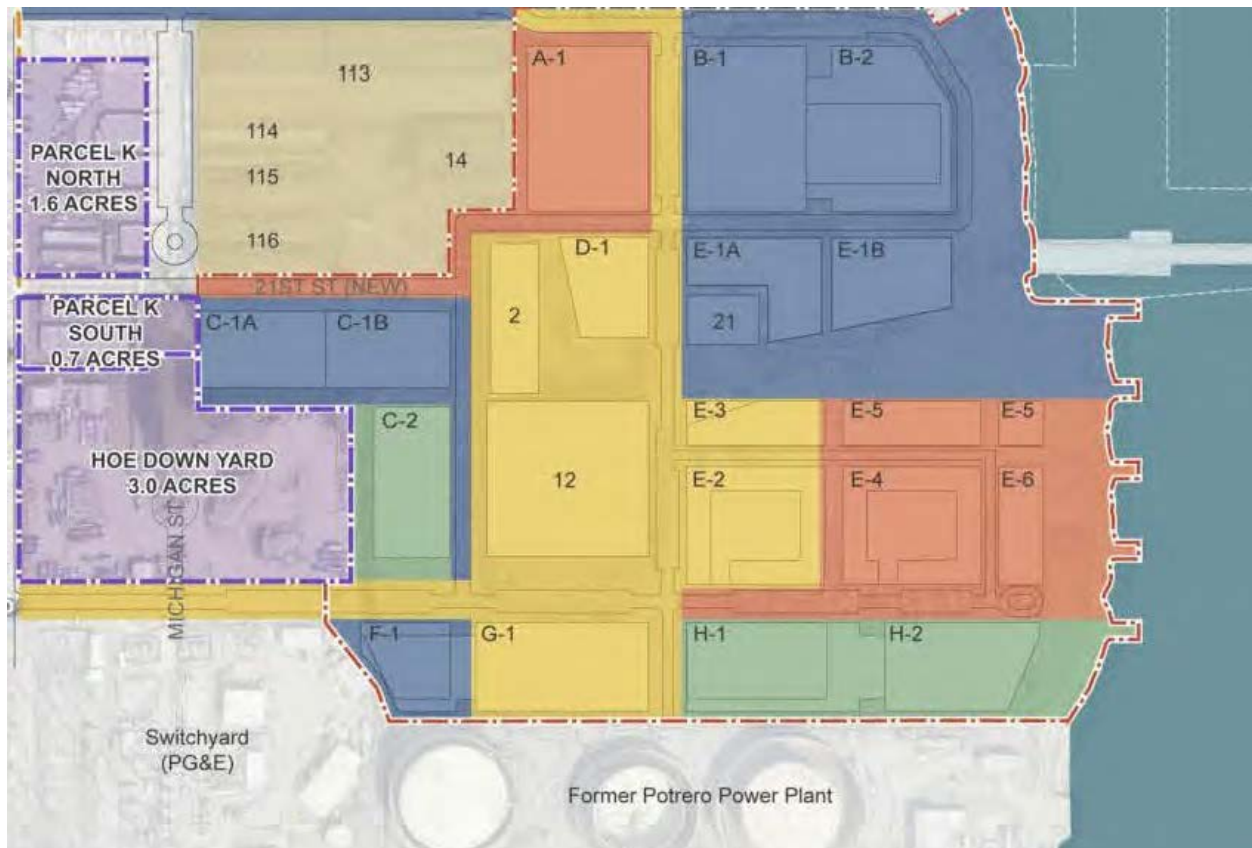 A-1
B-1
B-2
113
114
115
116
14
PARCEL K
NORTH
1.6 ACRES
D-1
E-1A
E-1B
21ST ST (NEW)
PARCEL K
SOUTH
0.7 ACRES
C-1A
C-1B
2
21
C-2
E-3
E-5
E-5
HOE DOWN YARD
3.0 ACRES
12
E-2
E-4
E-6
MICHIGAN ST
F-1
G-1
H-1
H-2
Switchyard
(PG&E)
Former Potrero Power Plant